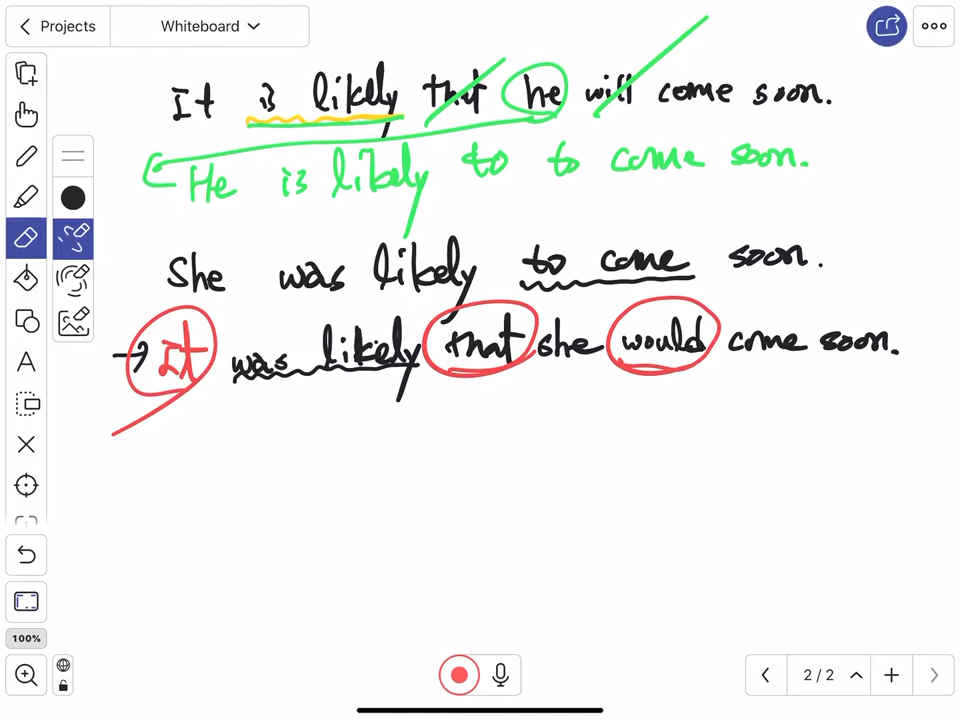 Projects
Whiteboard
It is likely that he will come soon.
He is likely to to come soon.
She was likely to come soon.
→ It was likely that she would come soon.
A
100%
2 / 2